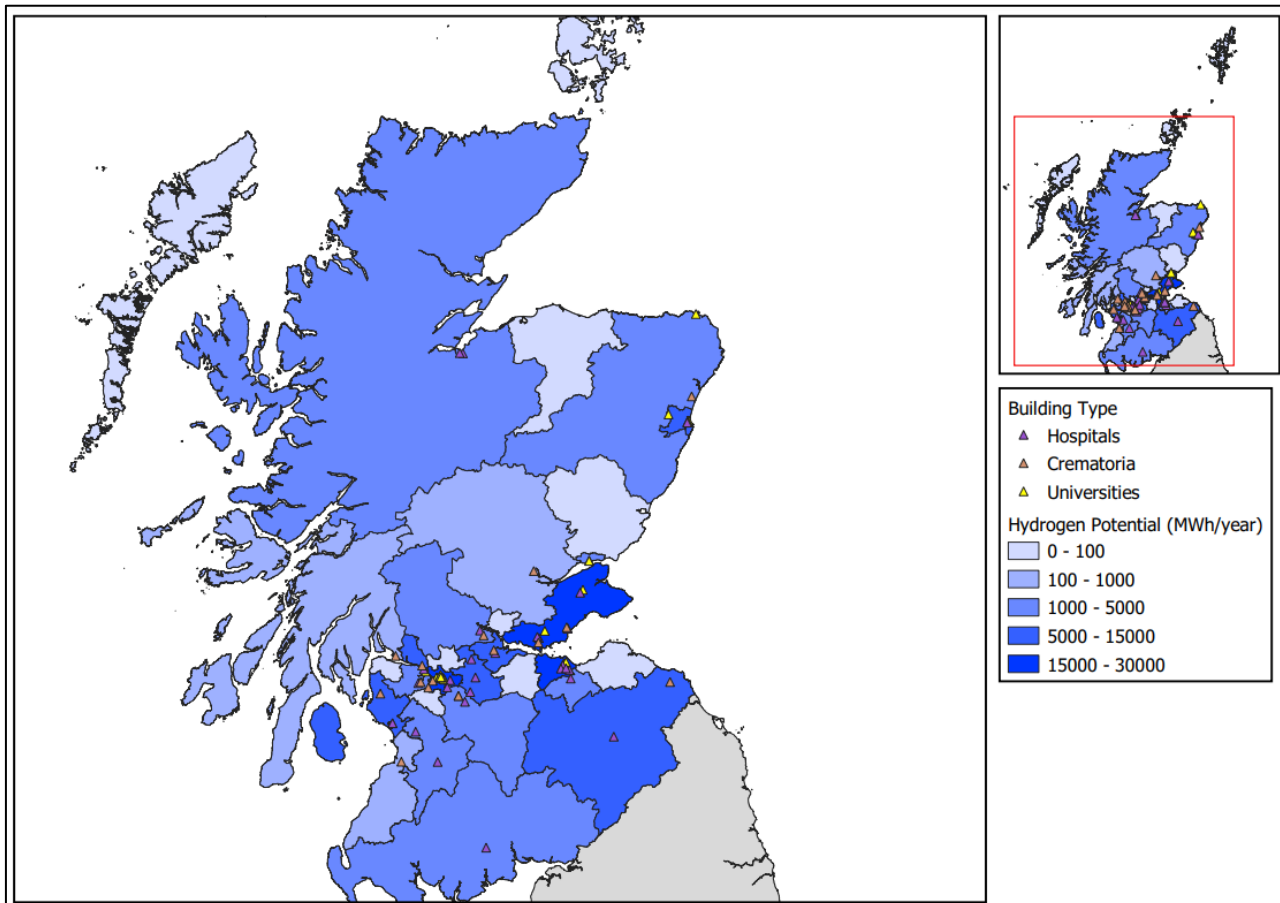 Building Type
Hospitals
Crematoria
Universities
Hydrogen Potential (MWh/year)
0 - 100
100 - 1000
1000 - 5000
5000 - 15000
15000 - 30000